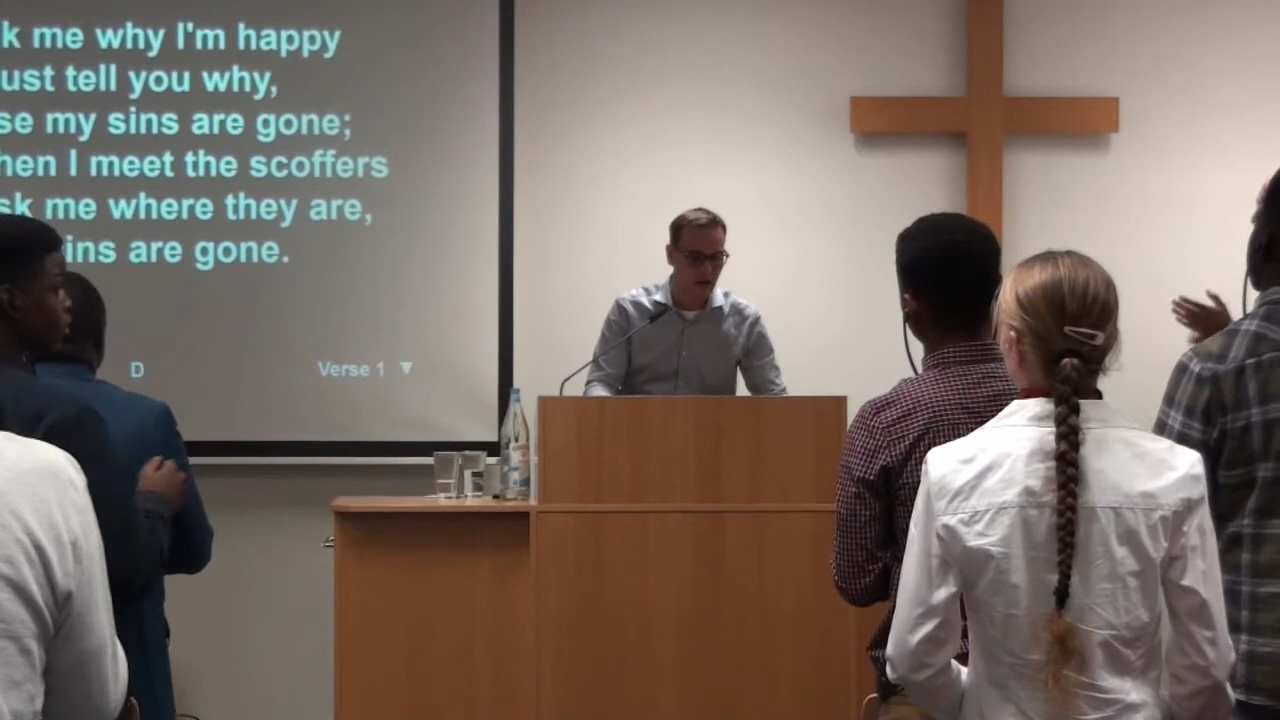 k me why I'm happy
ust tell you why,
se my sins are gone;
hen I meet the scoffers
sk me where they are,
ins are gone.
D Verse 1 ▼